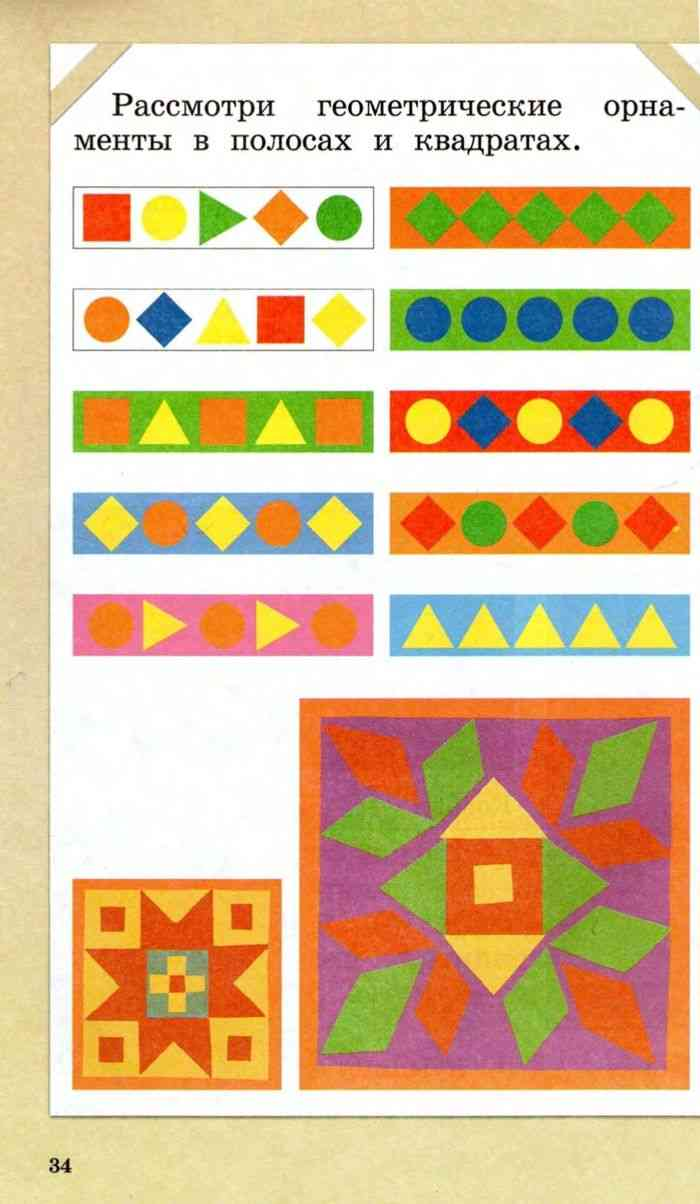 Рассмотри геометрические орна-
менты в полосах и квадратах.
34